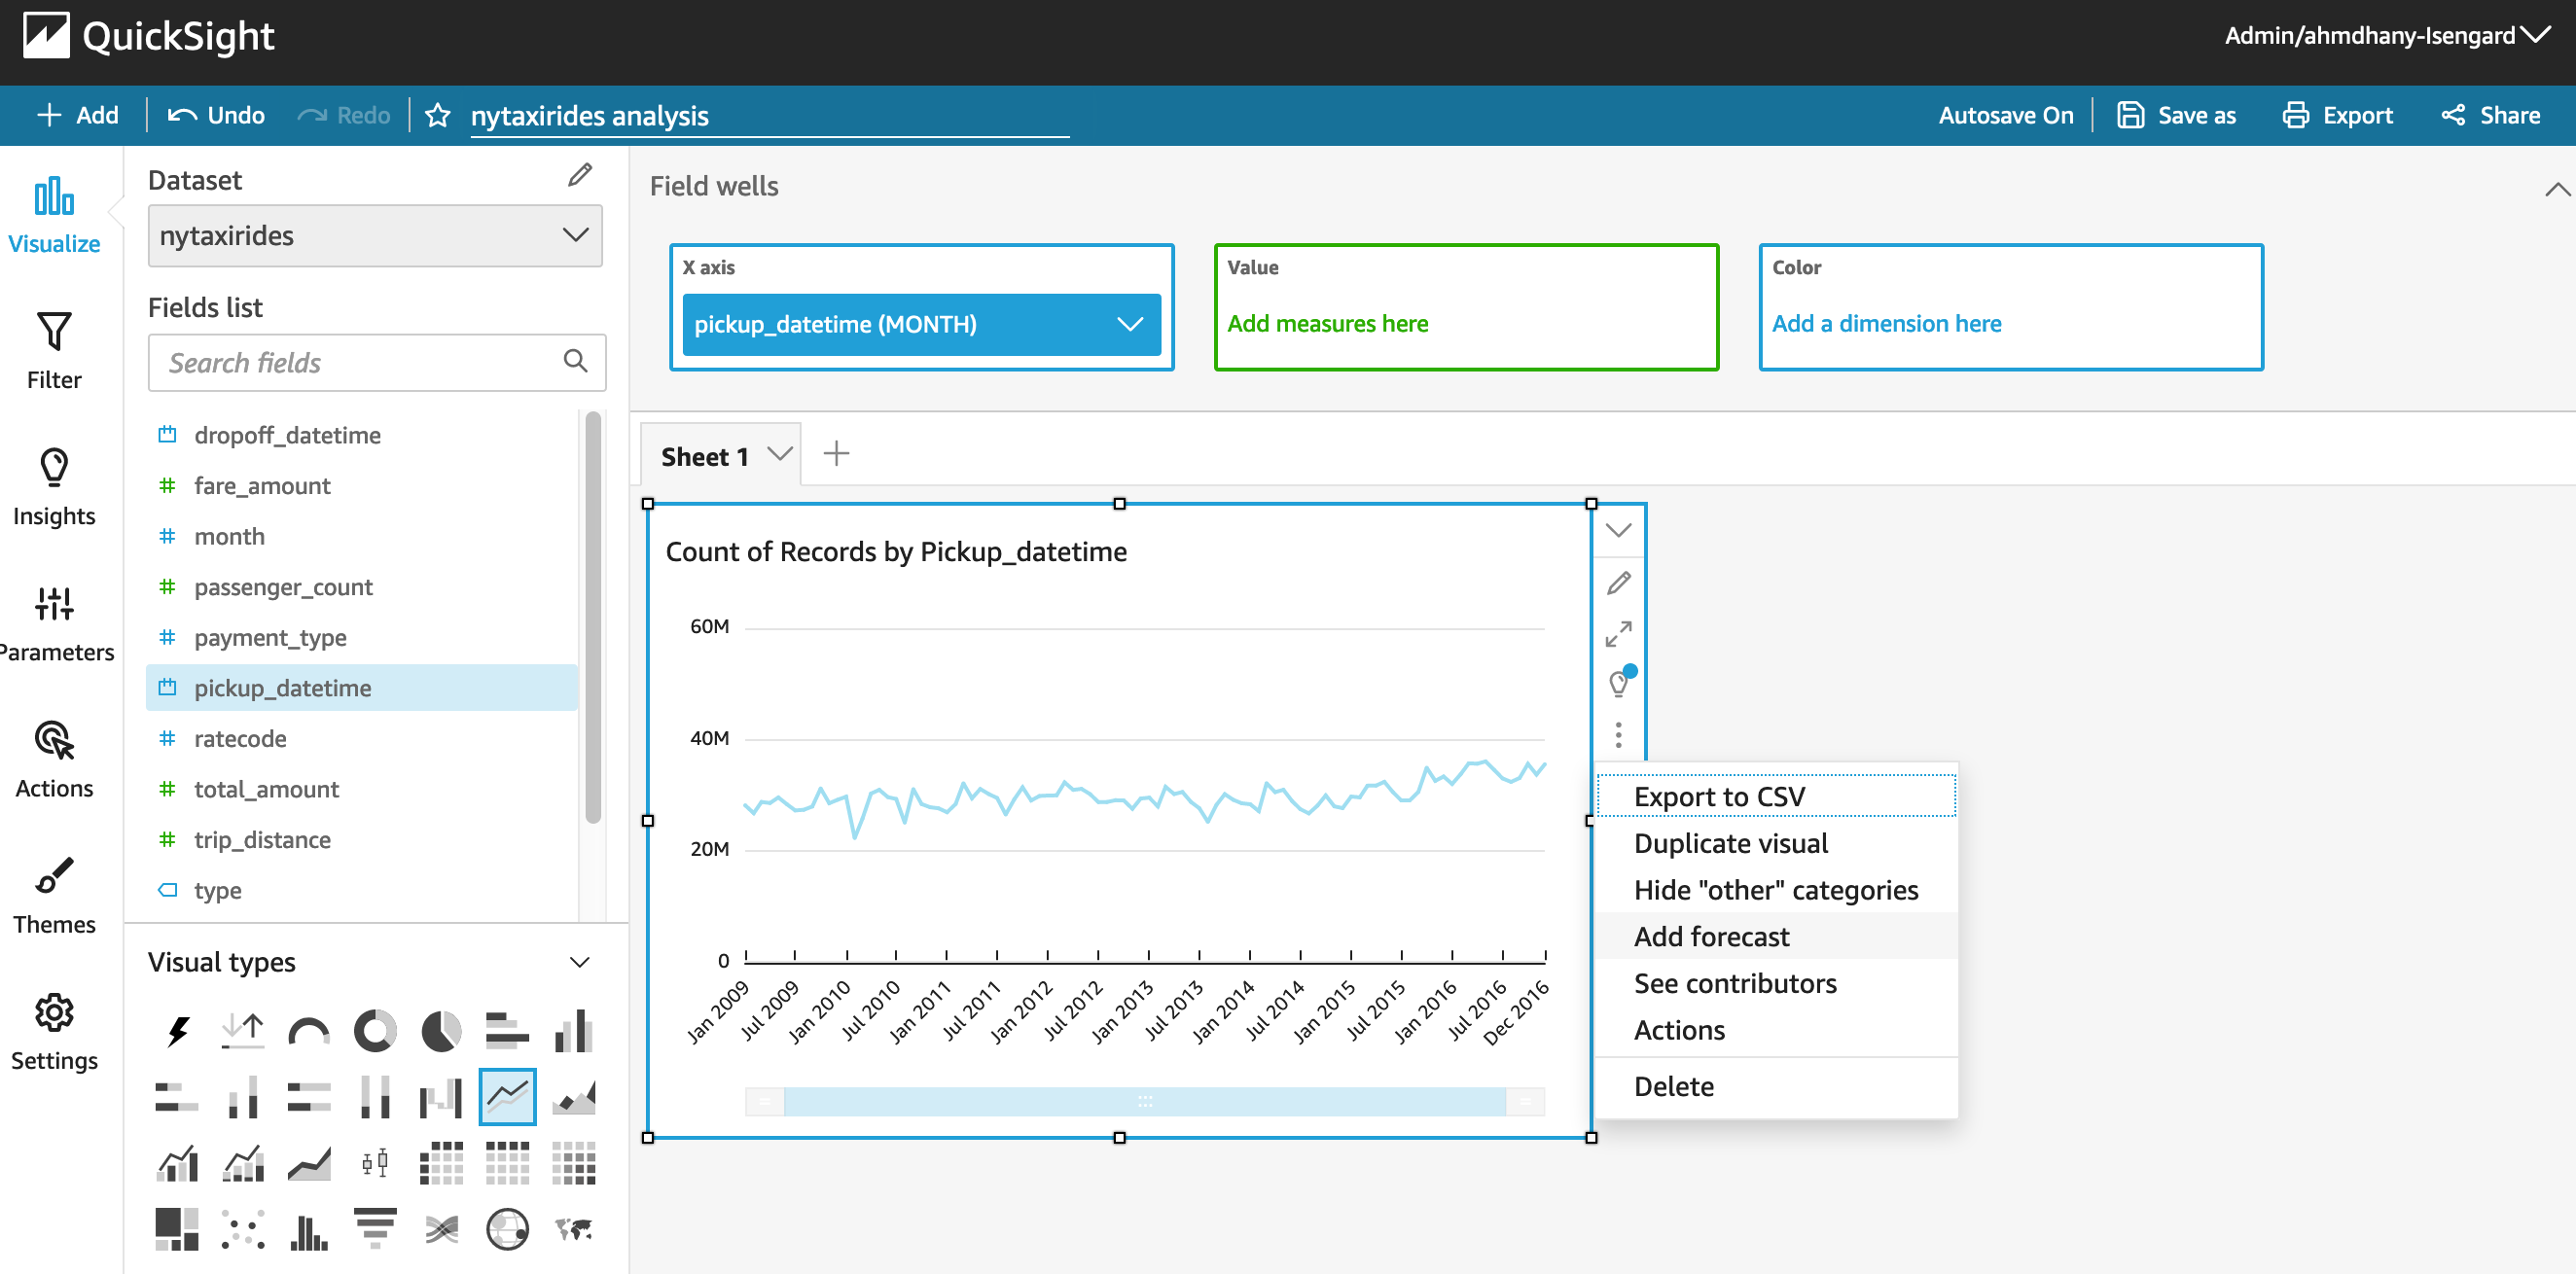 QuickSight
Admin/ahmdhany-Isengard
Add
Undo
Redo
nytaxirides analysis
Autosave On
Save as
Export
Share
Visualize
Filter
Insights
Parameters
Actions
Themes
Settings
Dataset
nytaxirides
Fields list
Search fields
dropoff_datetime
fare_amount
month
passenger_count
payment_type
pickup_datetime
ratecode
total_amount
trip_distance
type
Visual types
Field wells
X axis
pickup_datetime (MONTH)
Value
Add measures here
Color
Add a dimension here
Sheet 1
Count of Records by Pickup_datetime
60M
40M
20M
0
Jan 2009
Jul 2009
Jan 2010
Jul 2010
Jan 2011
Jul 2011
Jan 2012
Jul 2012
Jan 2013
Jul 2013
Jan 2014
Jul 2014
Jan 2015
Jul 2015
Jan 2016
Jul 2016
Dec 2016
Export to CSV
Duplicate visual
Hide "other" categories
Add forecast
See contributors
Actions
Delete